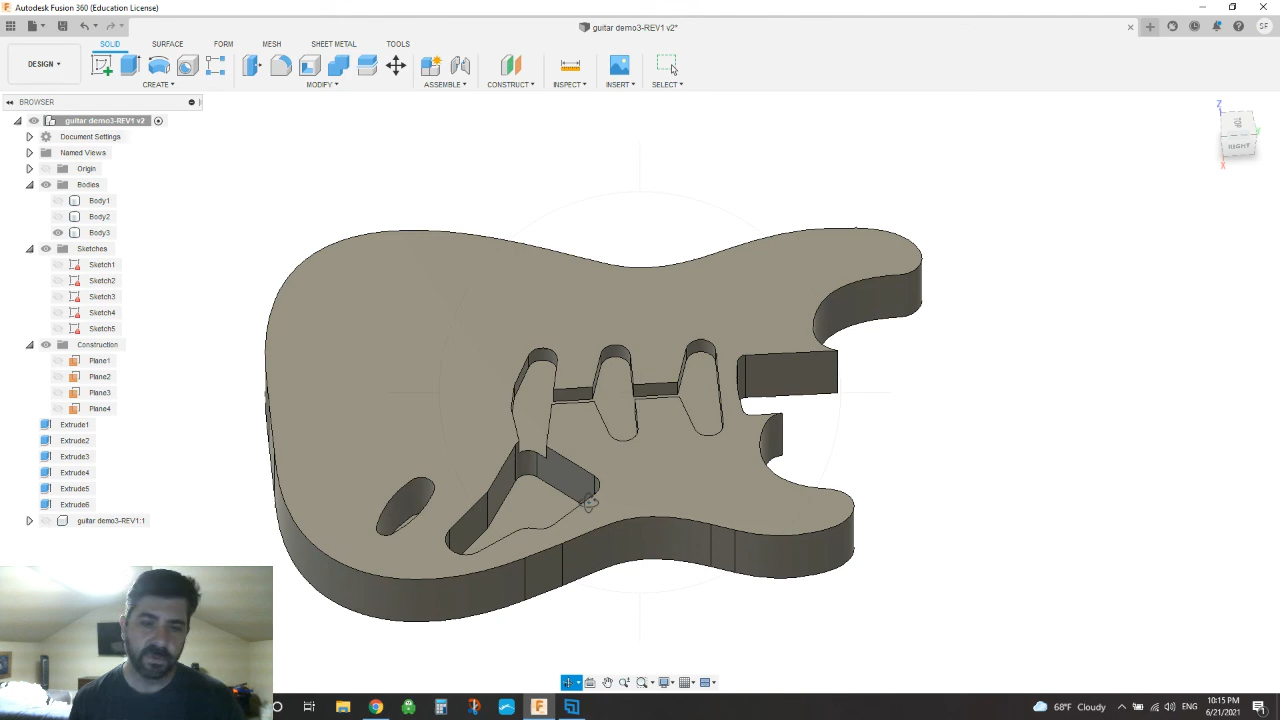 Autodesk Fusion 360 (Education License)
guitar demo3-REV1 v2*
SF
SOLID SURFACE FORM MESH SHEET METAL TOOLS
DESIGN
CREATE MODIFY ASSEMBLE CONSTRUCT INSPECT INSERT SELECT
BROWSER
guitar demo3-REV1 v2
Document Settings
Named Views
Origin
Bodies
Body1
Body2
Body3
Sketches
Sketch1
Sketch2
Sketch3
Sketch4
Sketch5
Construction
Plane1
Plane2
Plane3
Plane4
Extrude1
Extrude2
Extrude3
Extrude4
Extrude5
Extrude6
guitar demo3-REV1:1
Z
TOP
Y
RIGHT
X
68°F Cloudy
ENG
10:15 PM
6/21/2021